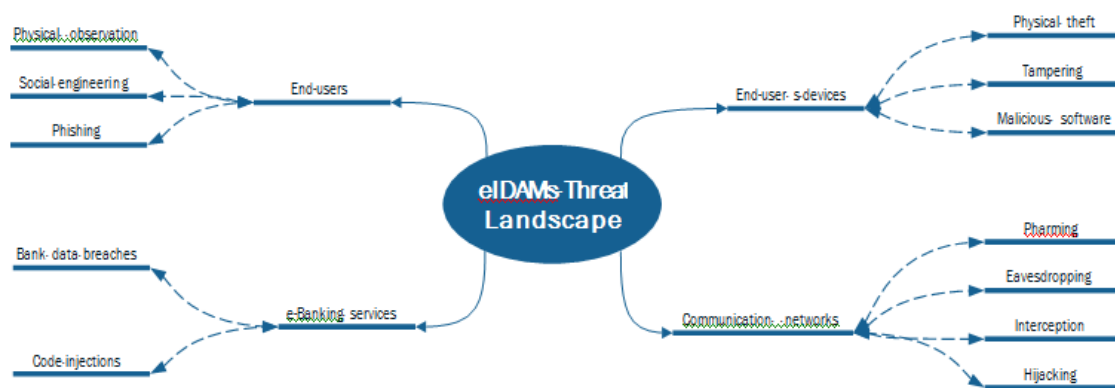 Physical observation
Social engineering
Phishing
End-users
Physical theft
Tampering
Malicious software
End-user s-devices
eIDAMs-Threat
Landscape
Bank data breaches
Code-injections
e-Banking services
Pharming
Eavesdropping
Interception
Hijacking
Communication networks